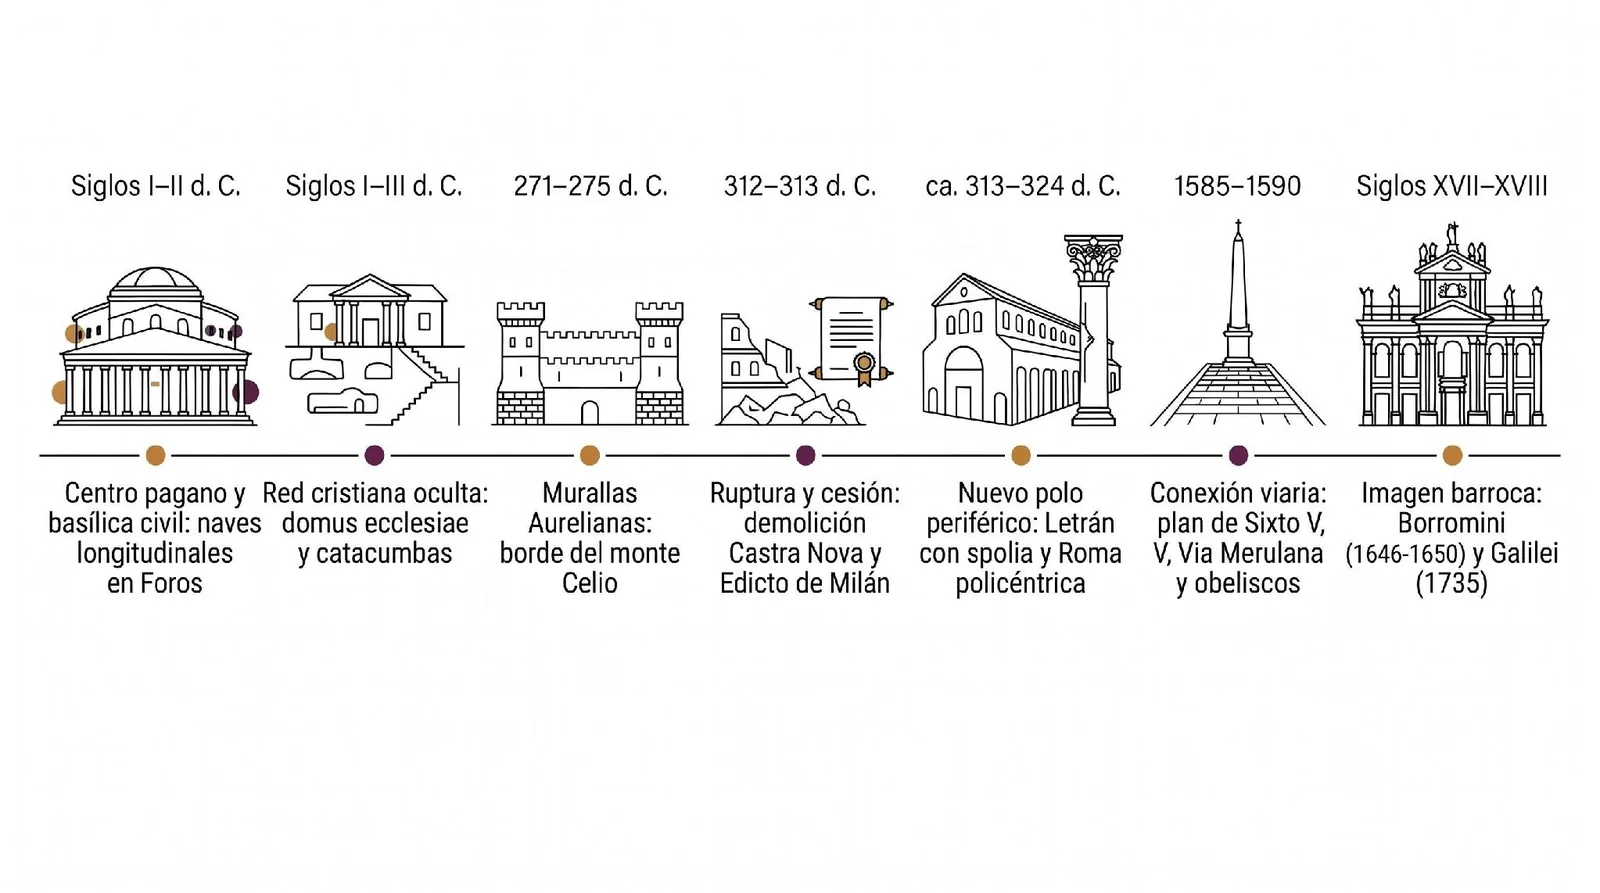 Siglos I–II d. C.
Centro pagano y
basílica civil: naves
longitudinales
en Foros
Siglos I–III d. C.
Red cristiana oculta:
domus ecclesiae
y catacumbas
271–275 d. C.
Murallas
Aurelianas:
borde del monte
Celio
312–313 d. C.
Ruptura y cesión:
demolición
Castra Nova y
Edicto de Milán
ca. 313–324 d. C.
Nuevo polo
periférico: Letrán
con spolia y Roma
policéntrica
1585–1590
Conexión viaria:
plan de Sixto V,
V, Via Merulana
y obeliscos
Siglos XVII–XVIII
Imagen barroca:
Borromini
(1646-1650) y Galilei
(1735)